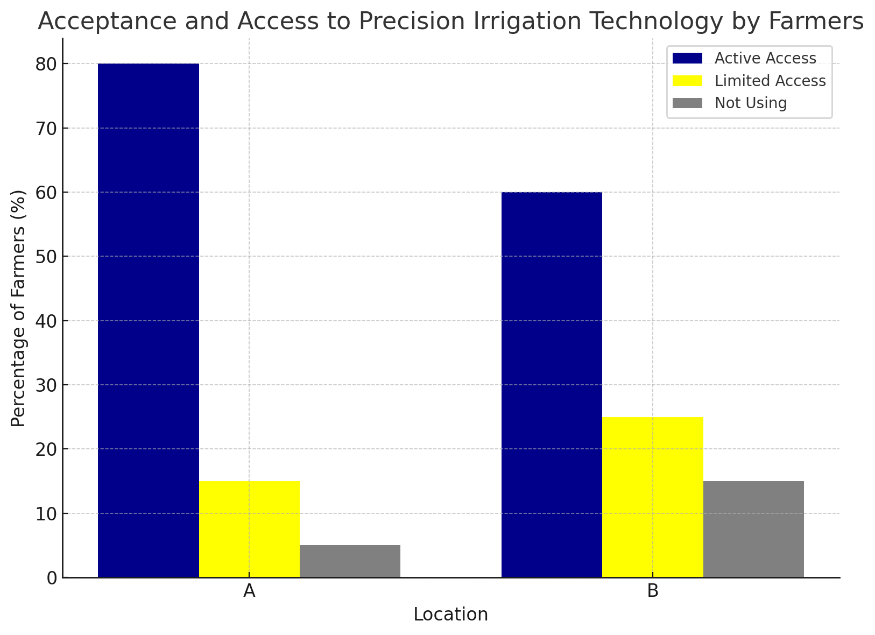 Acceptance and Access to Precision Irrigation Technology by Farmers
Active Access
Limited Access
Not Using
Percentage of Farmers (%)
80
70
60
50
40
30
20
10
0
A
B
Location